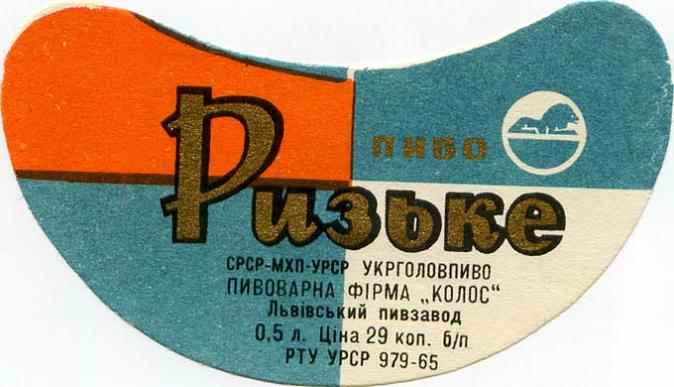 пиво
Ризьке
СРСР-МХП-УРСР УКРГОЛОВПИВО
ПИВОВАРНА ФІРМА „КОЛОС“
Львівський пивзавод
0,5 л. Ціна 29 коп. б/п
РТУ УРСР 979-65